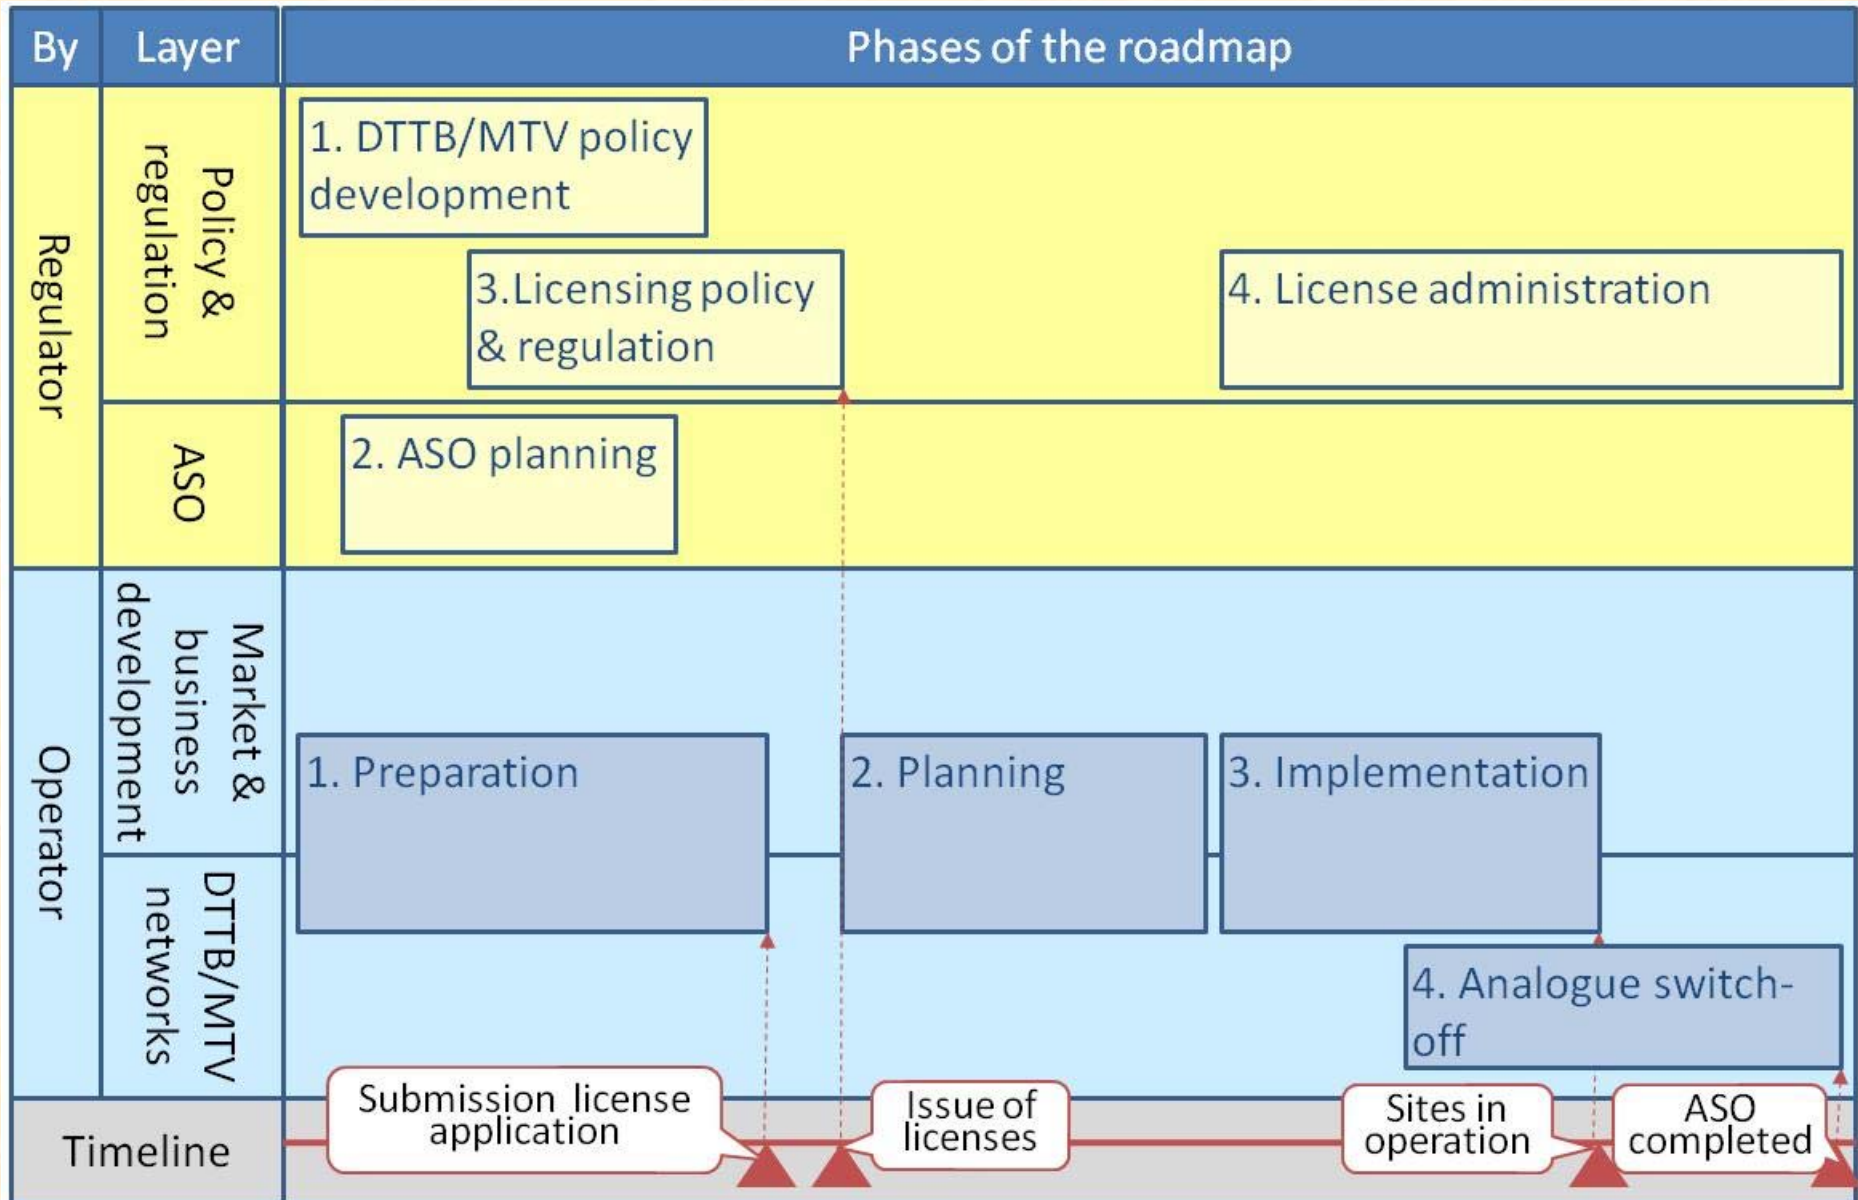 By
Layer
Phases of the roadmap
Regulator
Policy &
regulation
1. DTTB/MTV policy
development
3.Licensing policy
& regulation
4. License administration
ASO
2. ASO planning
Operator
Market &
business
development
1. Preparation
2. Planning
3. Implementation
DTTB/MTV
networks
4. Analogue switch-
off
Timeline
Submission license
application
Issue of
licenses
Sites in
operation
ASO
completed